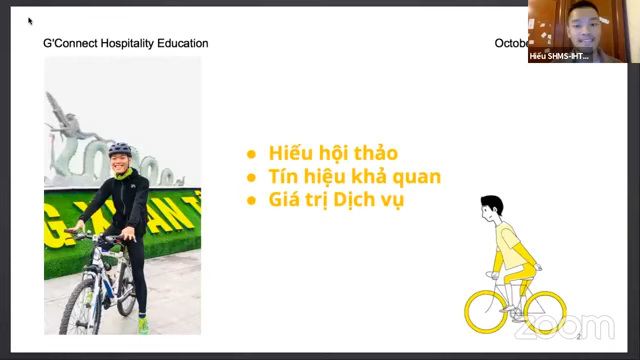 G'Connect Hospitality Education
Octobe
Hiếu SHMS-IHT...
● Hiếu hội thảo
● Tín hiệu khả quan
● Giá trị Dịch vụ
2
zoom